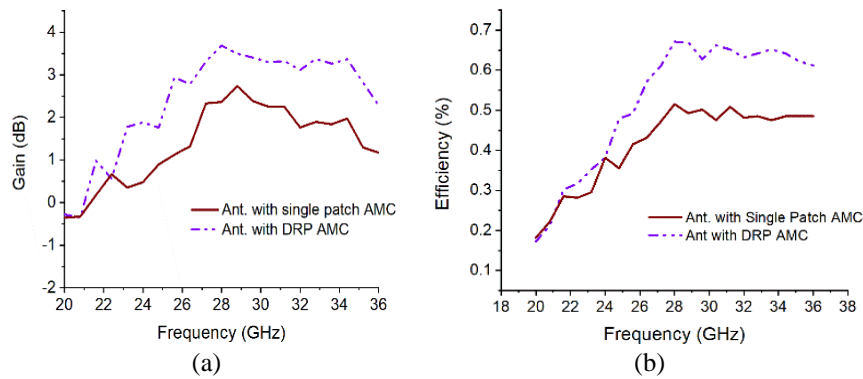 4
3
2
1
0
-1
-2
Gain (dB)
Ant. with single patch AMC
Ant. with DRP AMC
20 22 24 26 28 30 32 34 36
Frequency (GHz)
(a)
0.7
0.6
0.5
0.4
0.3
0.2
0.1
Efficiency (%)
Ant. with Single Patch AMC
Ant with DRP AMC
18 20 22 24 26 28 30 32 34 36 38
Frequency (GHz)
(b)